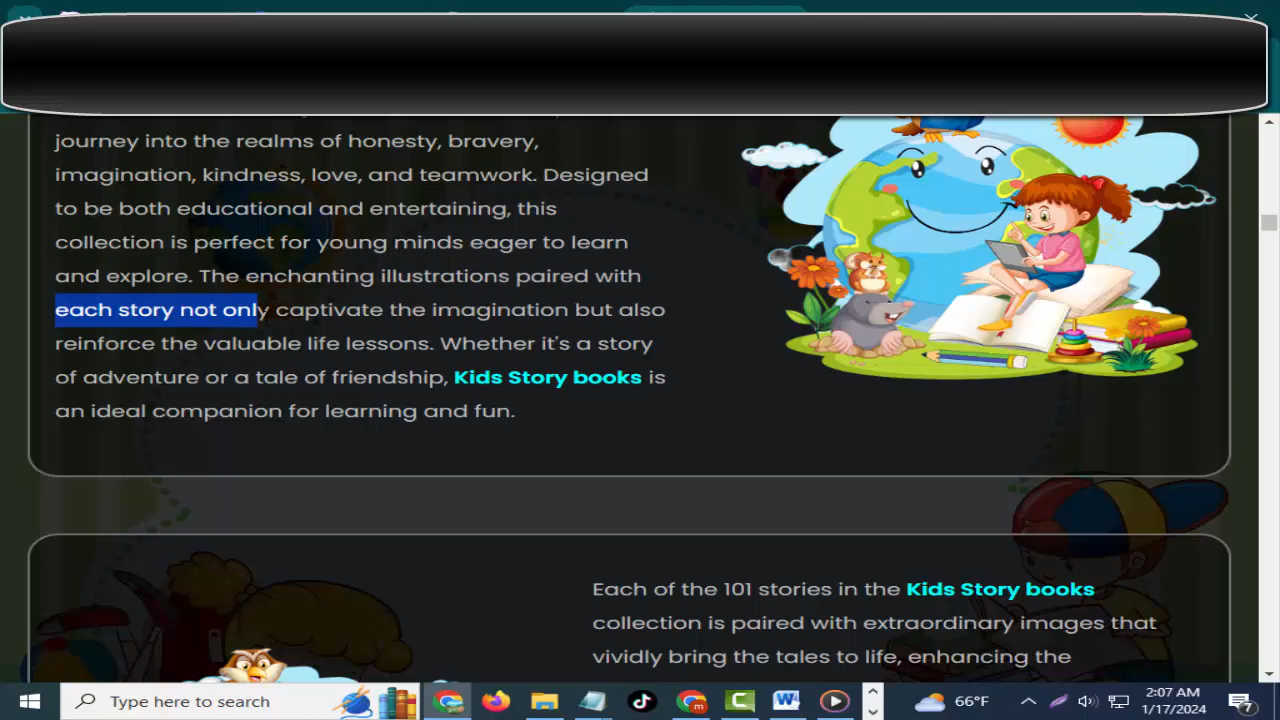 journey into the realms of honesty, bravery,
imagination, kindness, love, and teamwork. Designed
to be both educational and entertaining, this
collection is perfect for young minds eager to learn
and explore. The enchanting illustrations paired with
each story not only captivate the imagination but also
reinforce the valuable life lessons. Whether it's a story
of adventure or a tale of friendship, Kids Story books is
an ideal companion for learning and fun.
Each of the 101 stories in the Kids Story books
collection is paired with extraordinary images that
vividly bring the tales to life, enhancing the
Type here to search
66°F
2:07 AM
1/17/2024
7